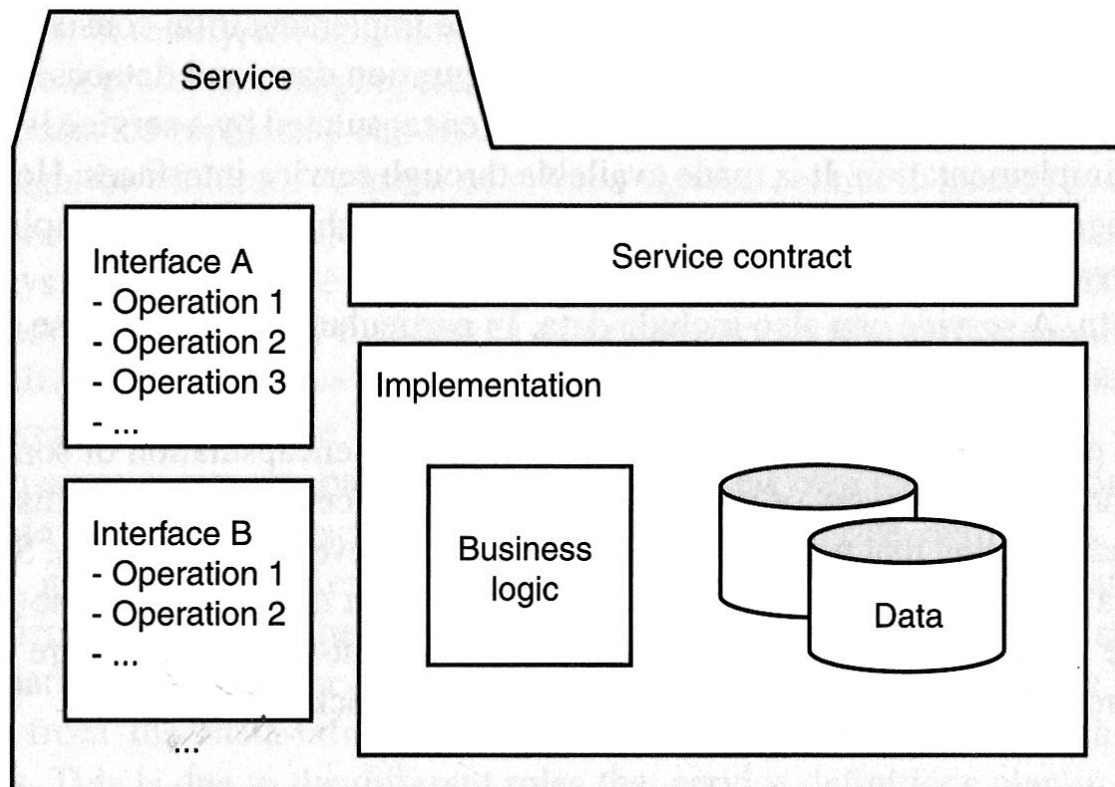 Service
Interface A
- Operation 1
- Operation 2
- Operation 3
- ...
Interface B
- Operation 1
- Operation 2
- ...
...
Service contract
Implementation
Business
logic
Data